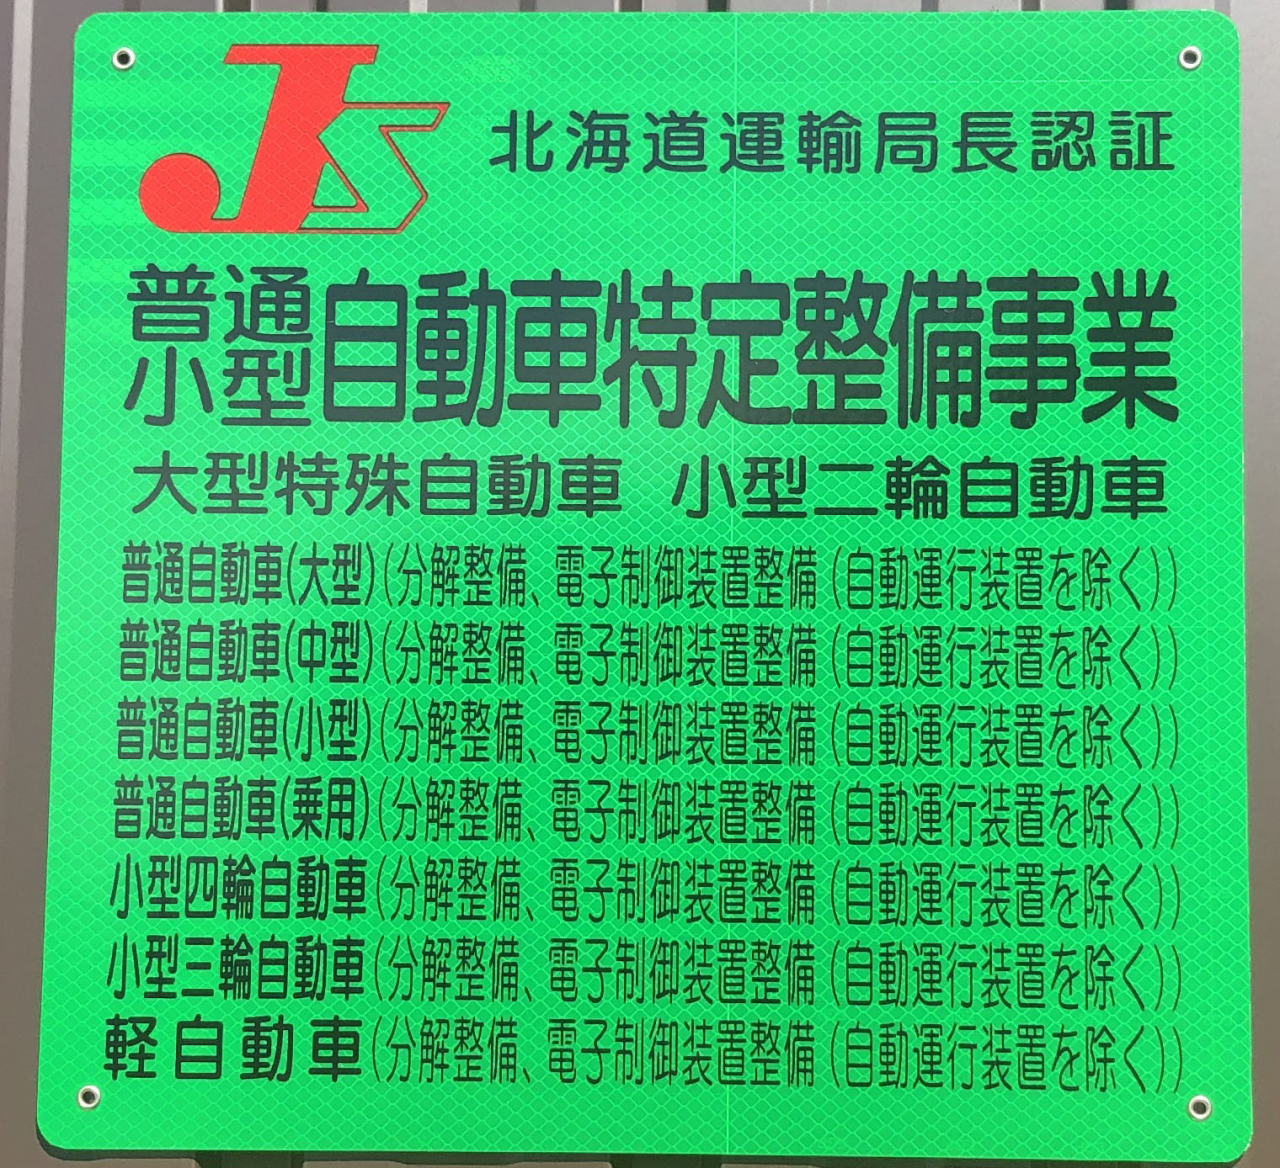 JS 北海道運輸局長認証
普通
小型
自動車特定整備事業
大型特殊自動車 小型二輪自動車
普通自動車(大型)(分解整備、電子制御装置整備(自動運行装置を除く))
普通自動車(中型)(分解整備、電子制御装置整備(自動運行装置を除く))
普通自動車(小型)(分解整備、電子制御装置整備(自動運行装置を除く))
普通自動車(乗用)(分解整備、電子制御装置整備(自動運行装置を除く))
小型四輪自動車(分解整備、電子制御装置整備(自動運行装置を除く))
小型三輪自動車(分解整備、電子制御装置整備(自動運行装置を除く))
軽自動車(分解整備、電子制御装置整備(自動運行装置を除く))